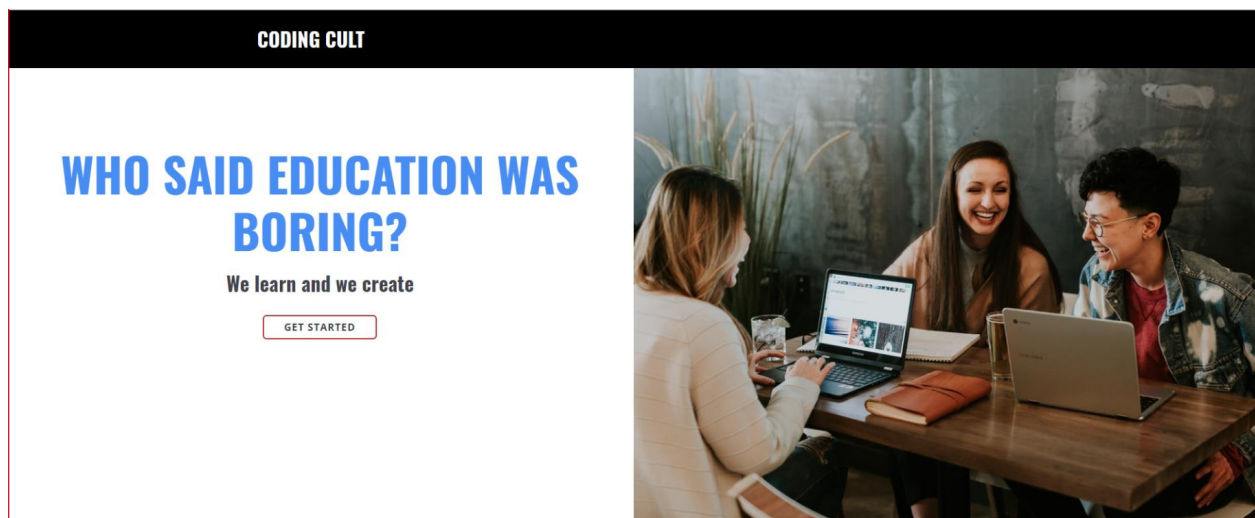 CODING CULT
WHO SAID EDUCATION WAS
BORING?
We learn and we create
GET STARTED